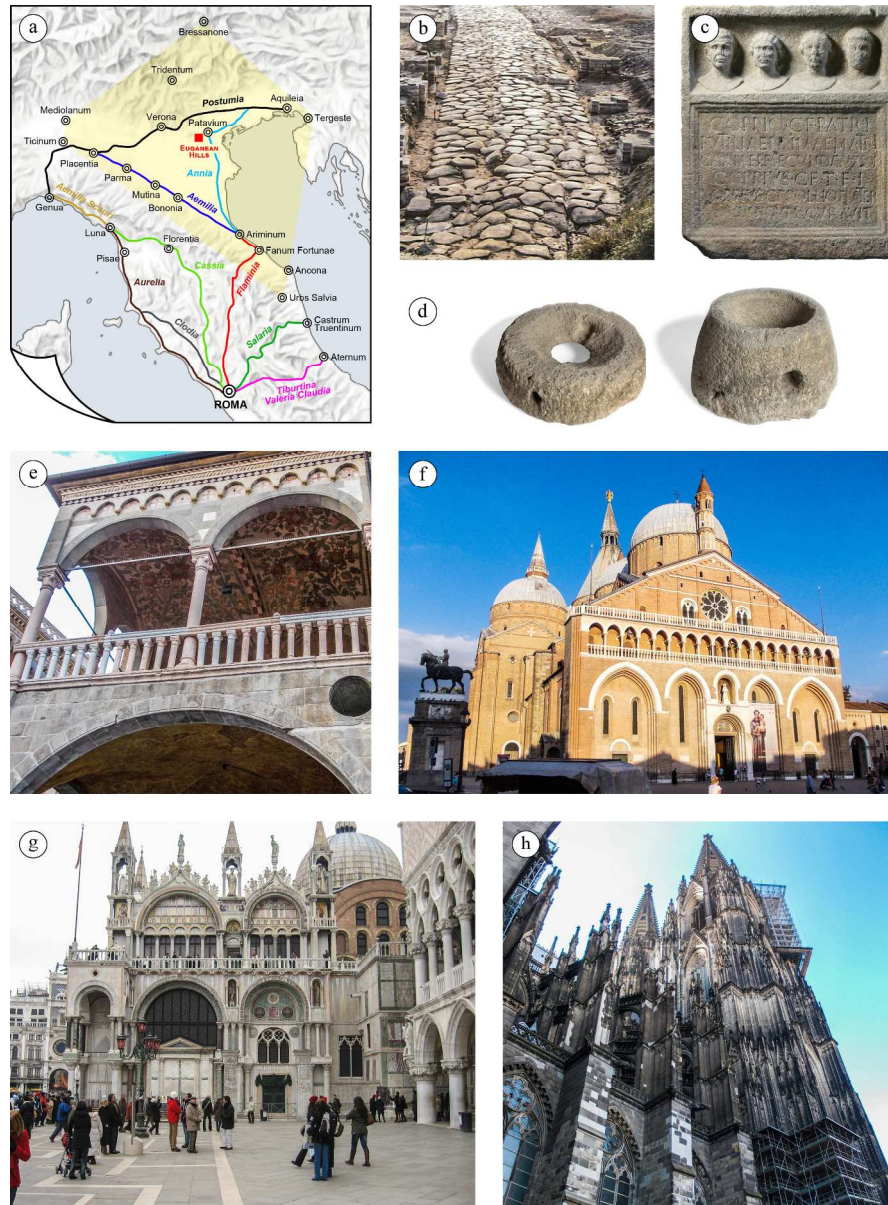 a
Bressanone
Tridentum
Mediolanum
Verona
Postumia
Aquileia
Patavium
Tergeste
Ticinum
EUGANEAN
HILLS
Placentia
Parma
Annia
Mutina
Aemilia
Bononia
Genua
Aemilia Scauri
Ariminum
Luna
Florentia
Fanum Fortunae
Pisae
Cassia
Flaminia
Ancona
Aurelia
Urbs Salvia
Clodia
Salaria
Castrum
Truentinum
Aternum
Tiburtina
Valeria Claudia
ROMA
b
c
d
e
f
g
h